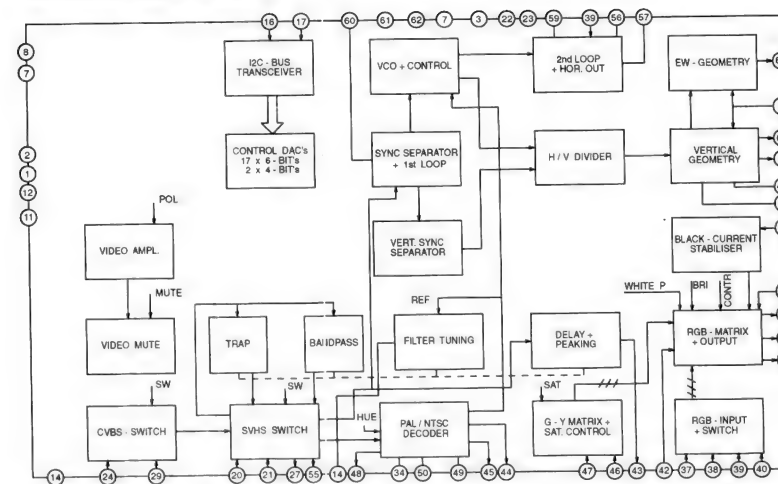 16 17 60 61 62 7 3 22 23 59 39 56 57
8
7
2
1
12
11
I2C - BUS
TRANSCEIVER
VCO + CONTROL
2nd LOOP
+ HOR. OUT
EW - GEOMETRY
CONTROL DAC's
17 x 6 - BIT's
2 x 4 - BIT's
SYNC SEPARATOR
+ 1st LOOP
H / V DIVIDER
VERTICAL
GEOMETRY
POL
VIDEO AMPL.
VERT. SYNC
SEPARATOR
BLACK - CURRENT
STABILISER
MUTE
REF
WHITE P
BRI
CONTR
VIDEO MUTE
TRAP
BANDPASS
FILTER TUNING
DELAY +
PEAKING
RGB - MATRIX
+ OUTPUT
SW
SW
HUE
SAT
CVBS - SWITCH
SVHS SWITCH
PAL / NTSC
DECODER
G - Y MATRIX +
SAT. CONTROL
RGB - INPUT
+ SWITCH
14 24 29 20 21 27 55 14 48 34 50 49 45 44 47 46 43 42 37 38 39 40